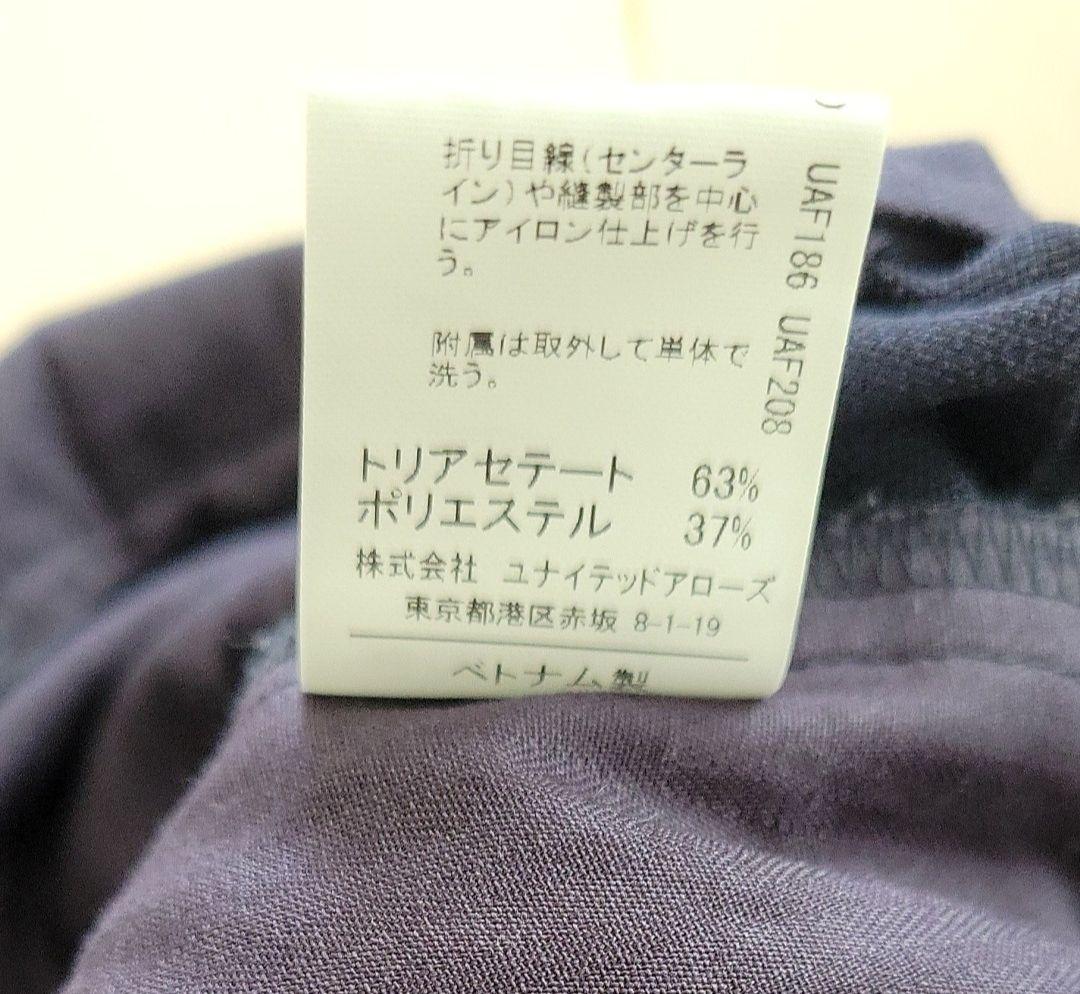 折り目線(センターラ
イン)や縫製部を中心
にアイロン仕上げを行
う。
附属は取外して単体で
洗う。
トリアセテート 63%
ポリエステル 37%
株式会社 ユナイテッドアローズ
東京都港区赤坂 8-1-19
ベトナム製
UAF186 UAF208